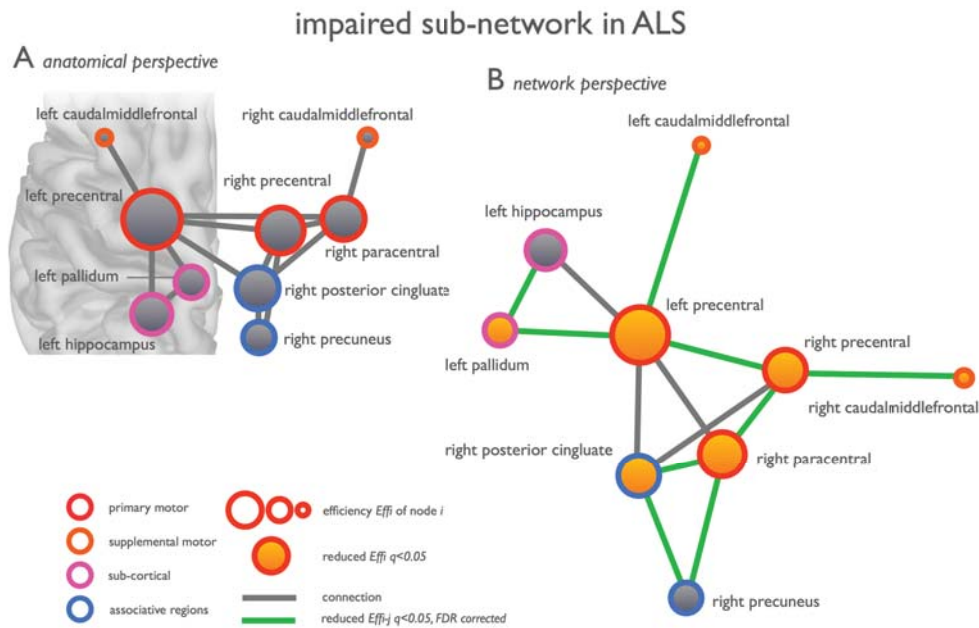 impaired sub-network in ALS
A anatomical perspective
left caudalmiddlefrontal
right caudalmiddlefrontal
right precentral
left precentral
right paracentral
left pallidum
right posterior cingluate
left hippocampus
right precuneus
B network perspective
left caudalmiddlefrontal
left hippocampus
left precentral
right precentral
left pallidum
right caudalmiddlefrontal
right posterior cingluate
right paracentral
right precuneus
primary motor
supplemental motor
sub-cortical
associative regions
efficiency Effi of node i
reduced Effi q<0.05
connection
reduced Effi-j q<0.05, FDR corrected